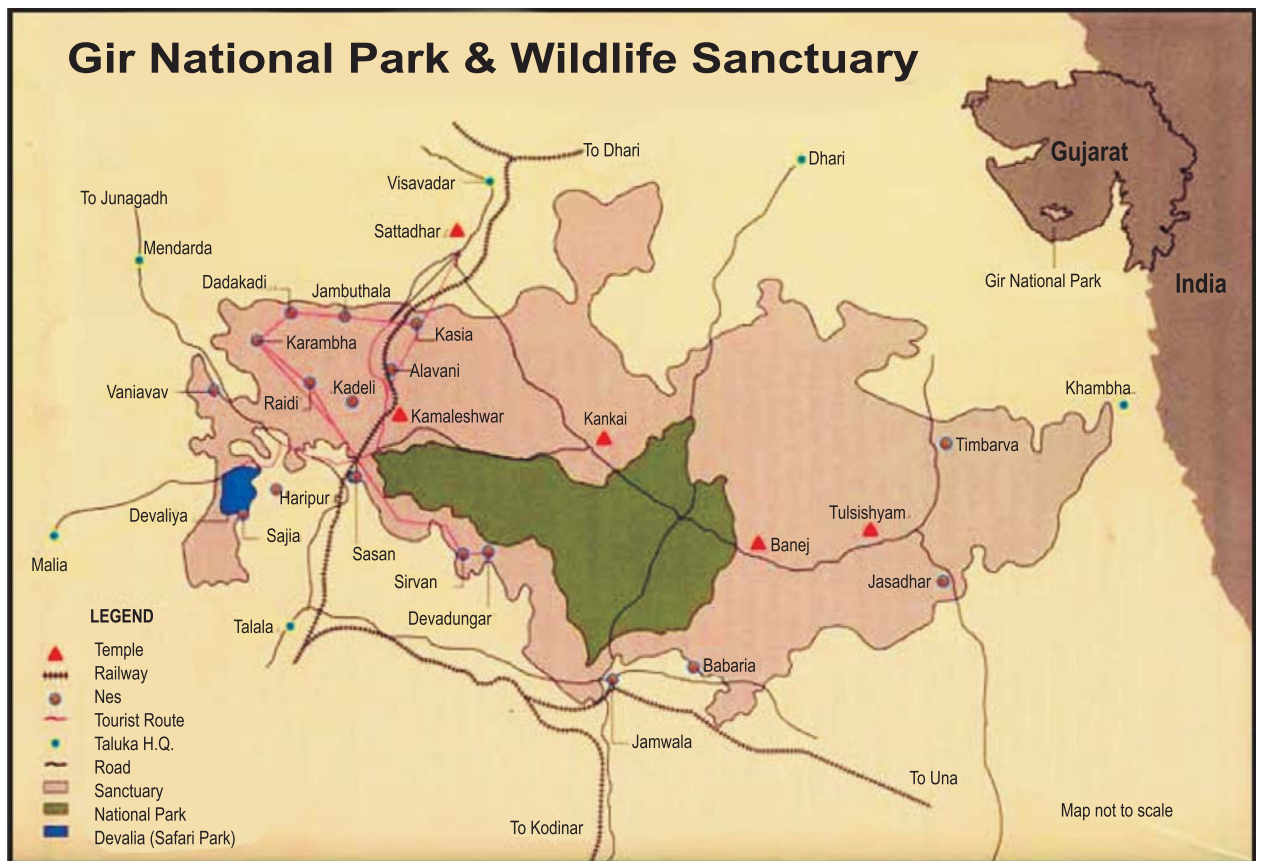 Gir National Park & Wildlife Sanctuary
To Dhari
Dhari
Visavadar
Gujarat
To Junagadh
Sattadhar
Mendarda
Dadakadi
Jambuthala
Gir National Park
India
Karambha
Kasia
Alavani
Vaniavav
Raidi
Kadeli
Khambha
Kamaleshwar
Kankai
Timbarva
Haripur
Devaliya
Tulsishyam
Sajia
Banej
Malia
Sasan
Sirvan
Jasadhar
Devadungar
Talala
Babaria
Jamwala
To Una
To Kodinar
Map not to scale
LEGEND
Temple
Railway
Nes
Tourist Route
Taluka H.Q.
Road
Sanctuary
National Park
Devalia (Safari Park)